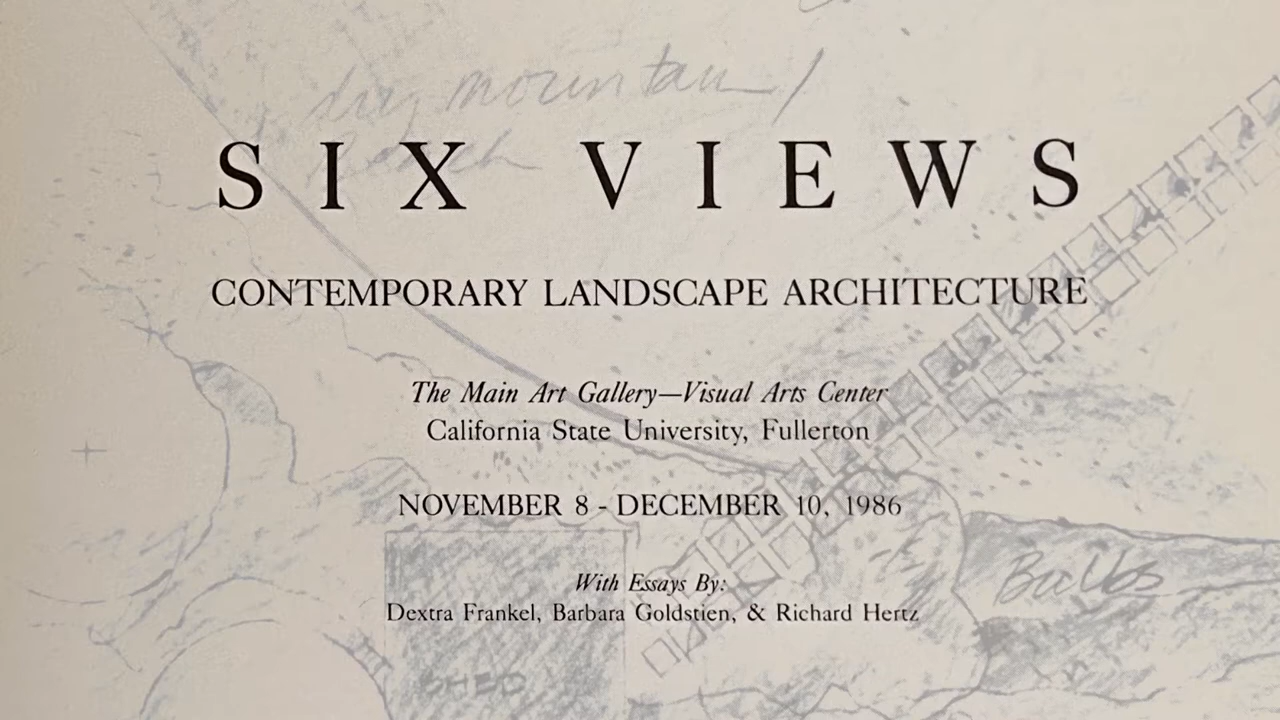 mountain /
SIX VIEWS
CONTEMPORARY LANDSCAPE ARCHITECTURE
The Main Art Gallery—Visual Arts Center
California State University, Fullerton
NOVEMBER 8 - DECEMBER 10, 1986
With Essays By:
Dextra Frankel, Barbara Goldstien, & Richard Hertz